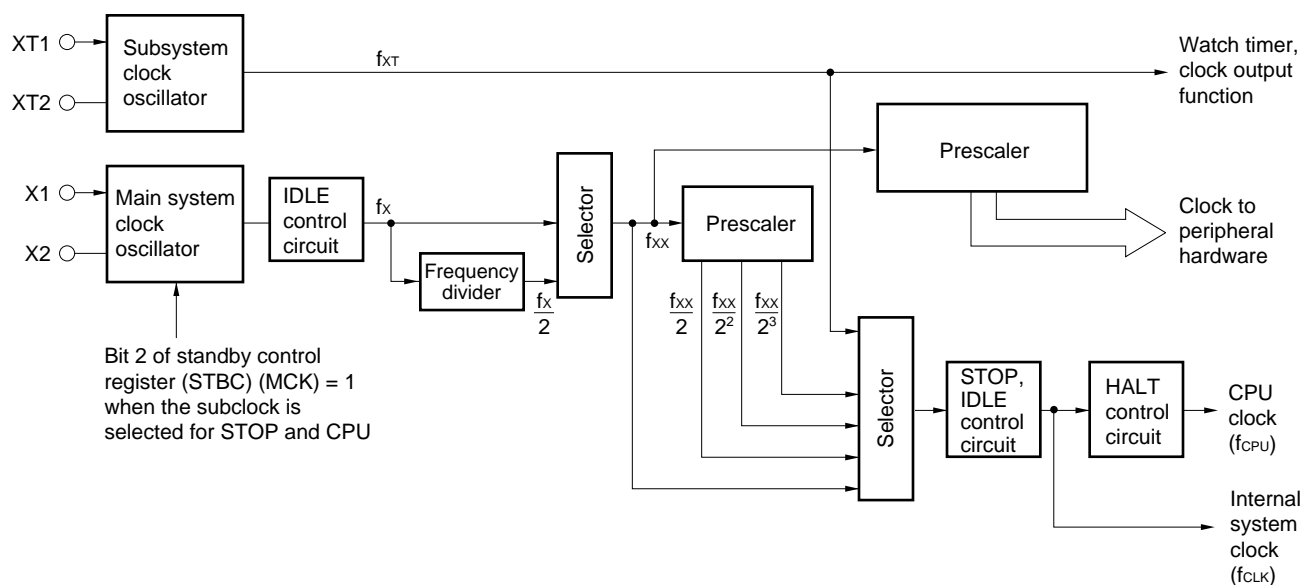 XT1
XT2
Subsystem
clock
oscillator
fXT
Watch timer,
clock output
function
X1
X2
Main system
clock
oscillator
IDLE
control
circuit
fX
Frequency
divider
fX/2
Selector
fXX
Prescaler
Prescaler
Clock to
peripheral
hardware
fXX/2
fXX/2²
fXX/2³
Bit 2 of standby control
register (STBC) (MCK) = 1
when the subclock is
selected for STOP and CPU
Selector
STOP,
IDLE
control
circuit
HALT
control
circuit
CPU
clock
(fCPU)
Internal
system
clock
(fCLK)